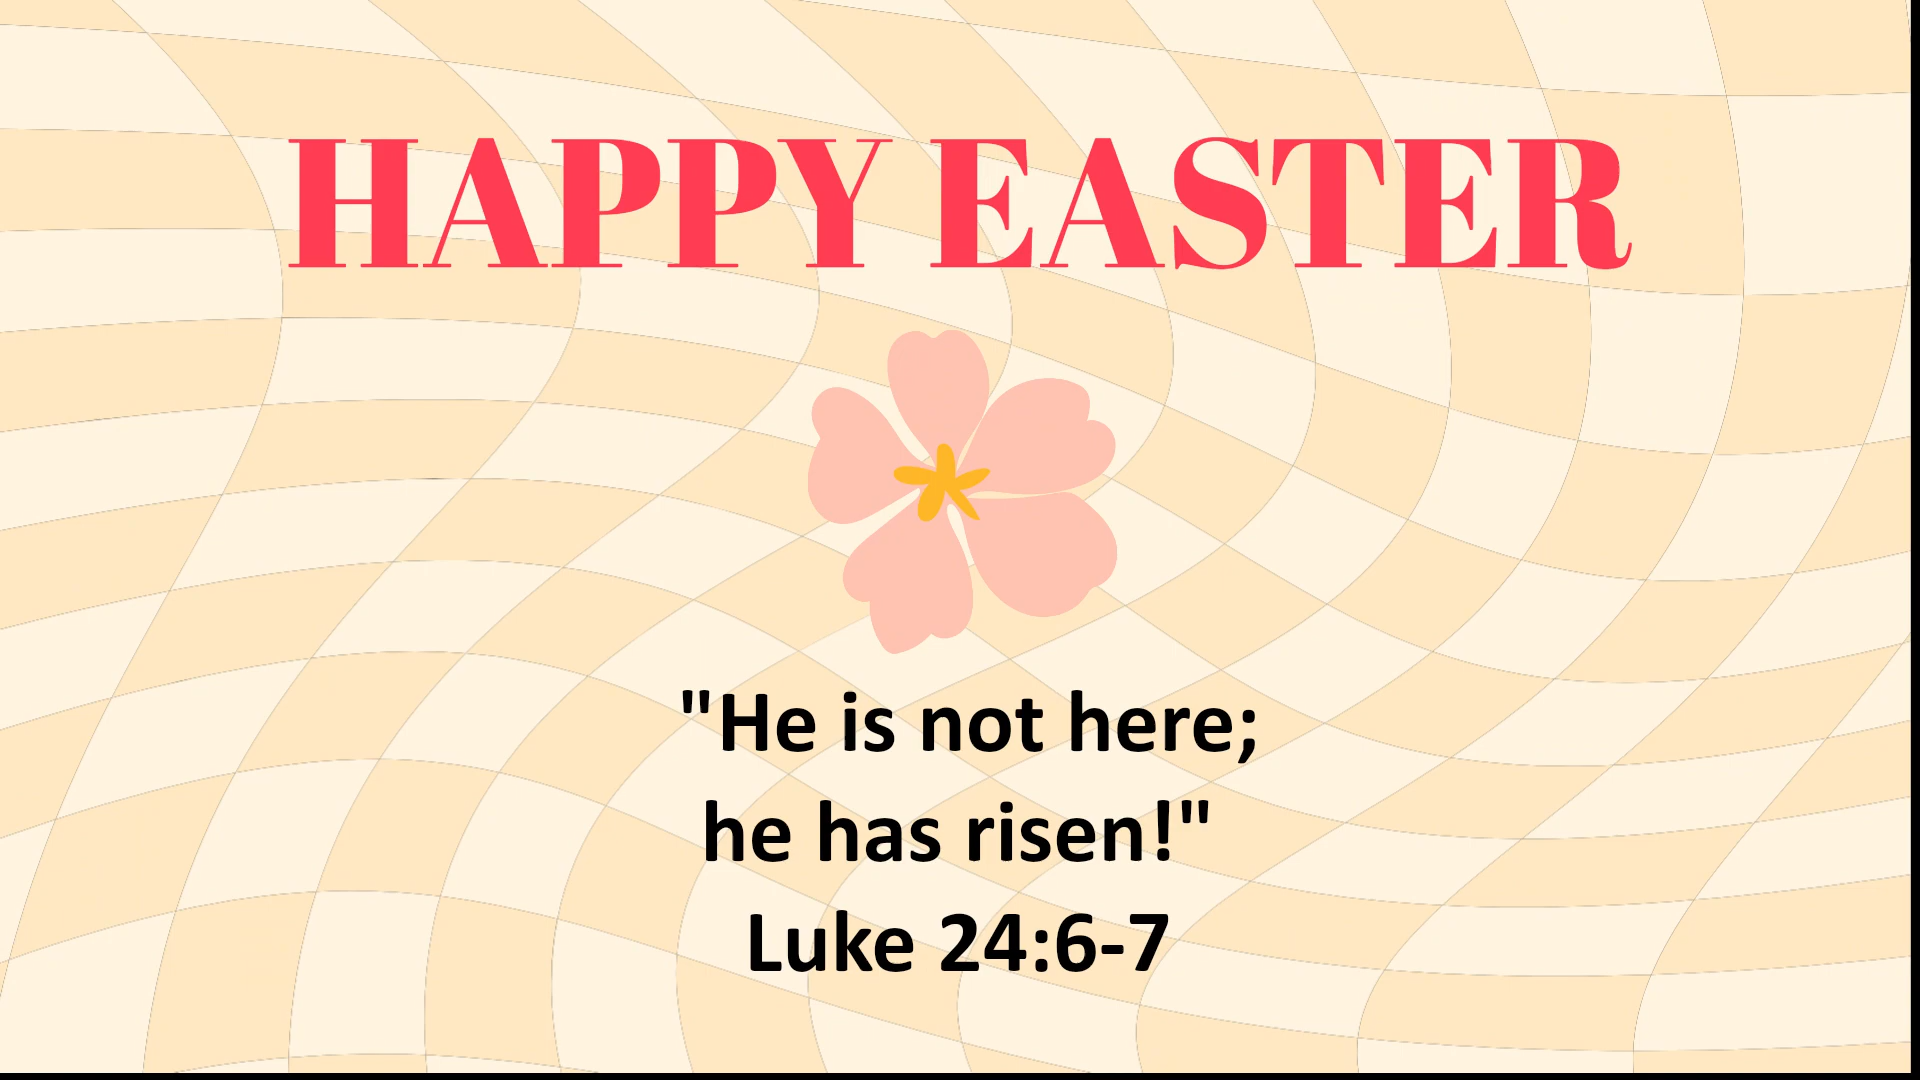 HAPPY EASTER
"He is not here;
he has risen!"
Luke 24:6-7